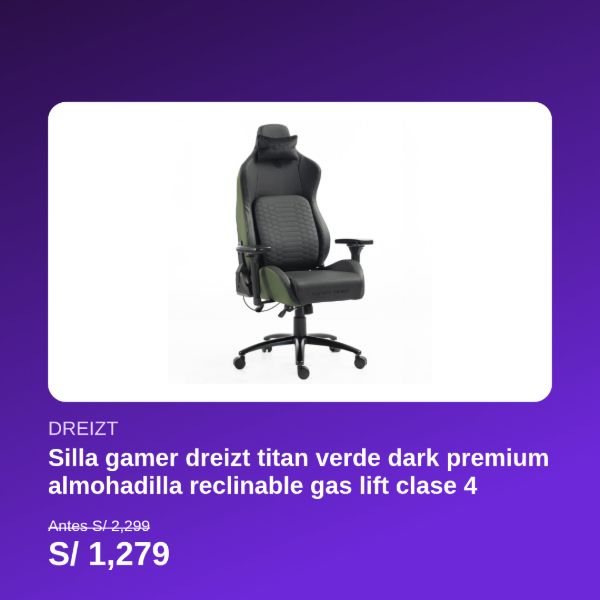 DREIZT
Silla gamer dreizt titan verde dark premium
almohadilla reclinable gas lift clase 4
Antes S/ 2,299
S/ 1,279